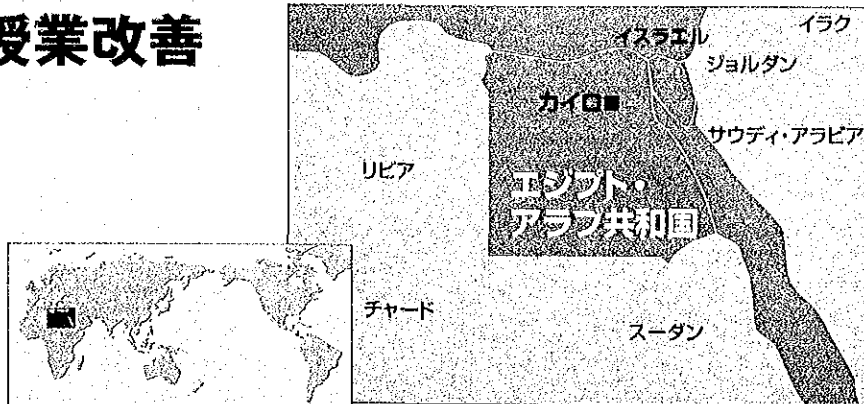 授業改善
イスラエル
イラク
ジョルダン
カイロ
サウディ・アラビア
リビア
エジプト・
アラブ共和国
チャード
スーダン